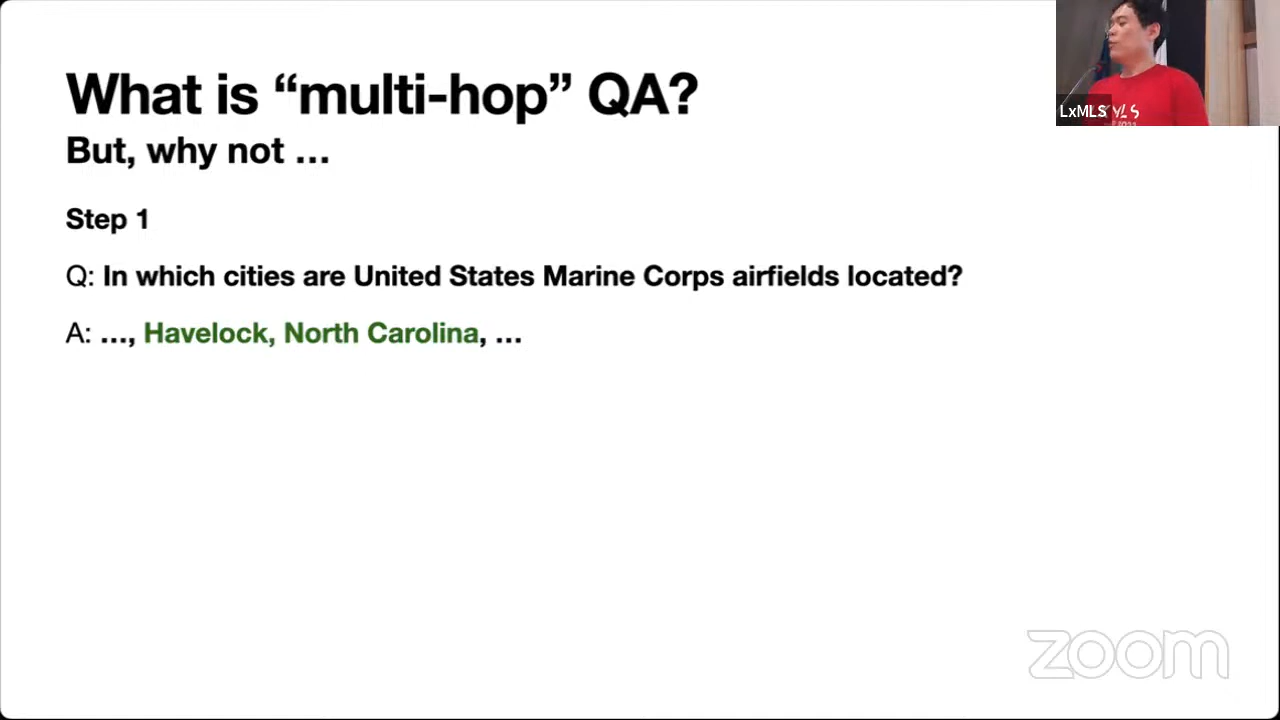 What is “multi-hop” QA?
But, why not ...
Step 1
Q: In which cities are United States Marine Corps airfields located?
A: ..., Havelock, North Carolina, ...
LxMLS
zoom